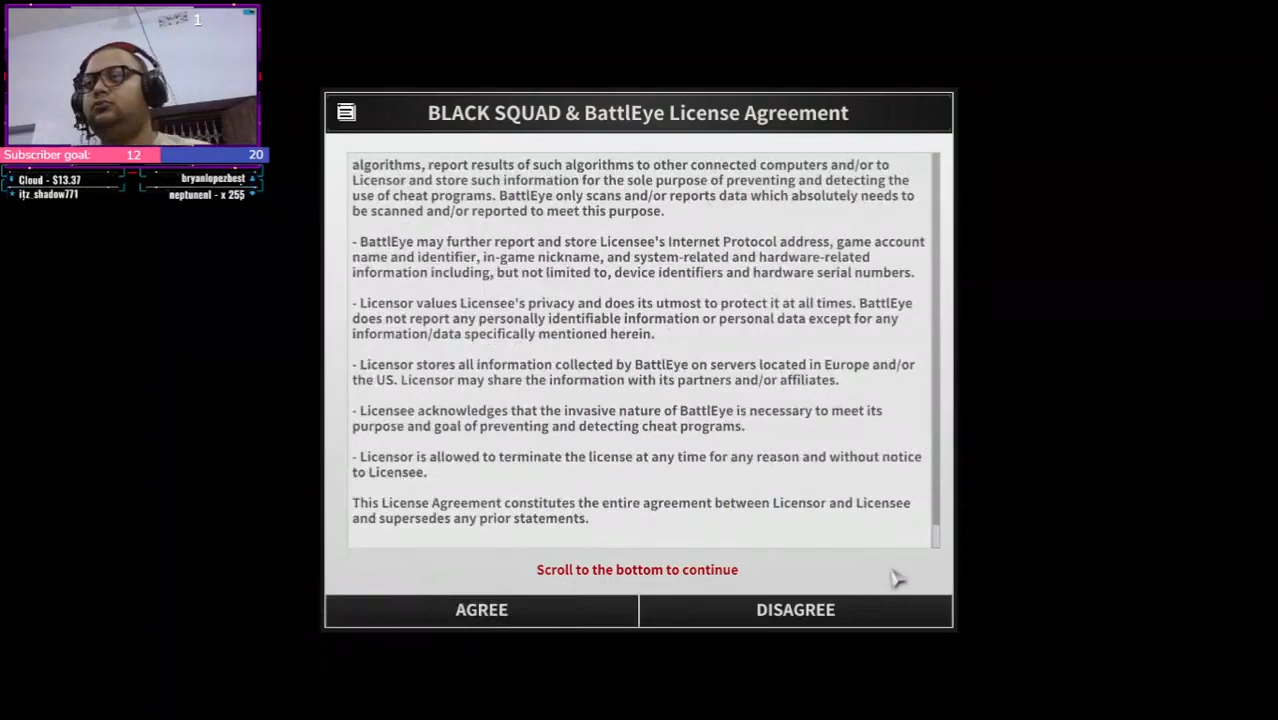 1
Subscriber goal: 12 20
Cloud - $13.37
bryanlopezbest
itz_shadow771
neptunenl - x 255
BLACK SQUAD & BattlEye License Agreement
algorithms, report results of such algorithms to other connected computers and/or to
Licensor and store such information for the sole purpose of preventing and detecting the
use of cheat programs. BattlEye only scans and/or reports data which absolutely needs to
be scanned and/or reported to meet this purpose.
- BattlEye may further report and store Licensee's Internet Protocol address, game account
name and identifier, in-game nickname, and system-related and hardware-related
information including, but not limited to, device identifiers and hardware serial numbers.
- Licensor values Licensee's privacy and does its utmost to protect it at all times. BattlEye
does not report any personally identifiable information or personal data except for any
information/data specifically mentioned herein.
- Licensor stores all information collected by BattlEye on servers located in Europe and/or
the US. Licensor may share the information with its partners and/or affiliates.
- Licensee acknowledges that the invasive nature of BattlEye is necessary to meet its
purpose and goal of preventing and detecting cheat programs.
- Licensor is allowed to terminate the license at any time for any reason and without notice
to Licensee.
This License Agreement constitutes the entire agreement between Licensor and Licensee
and supersedes any prior statements.
Scroll to the bottom to continue
AGREE
DISAGREE